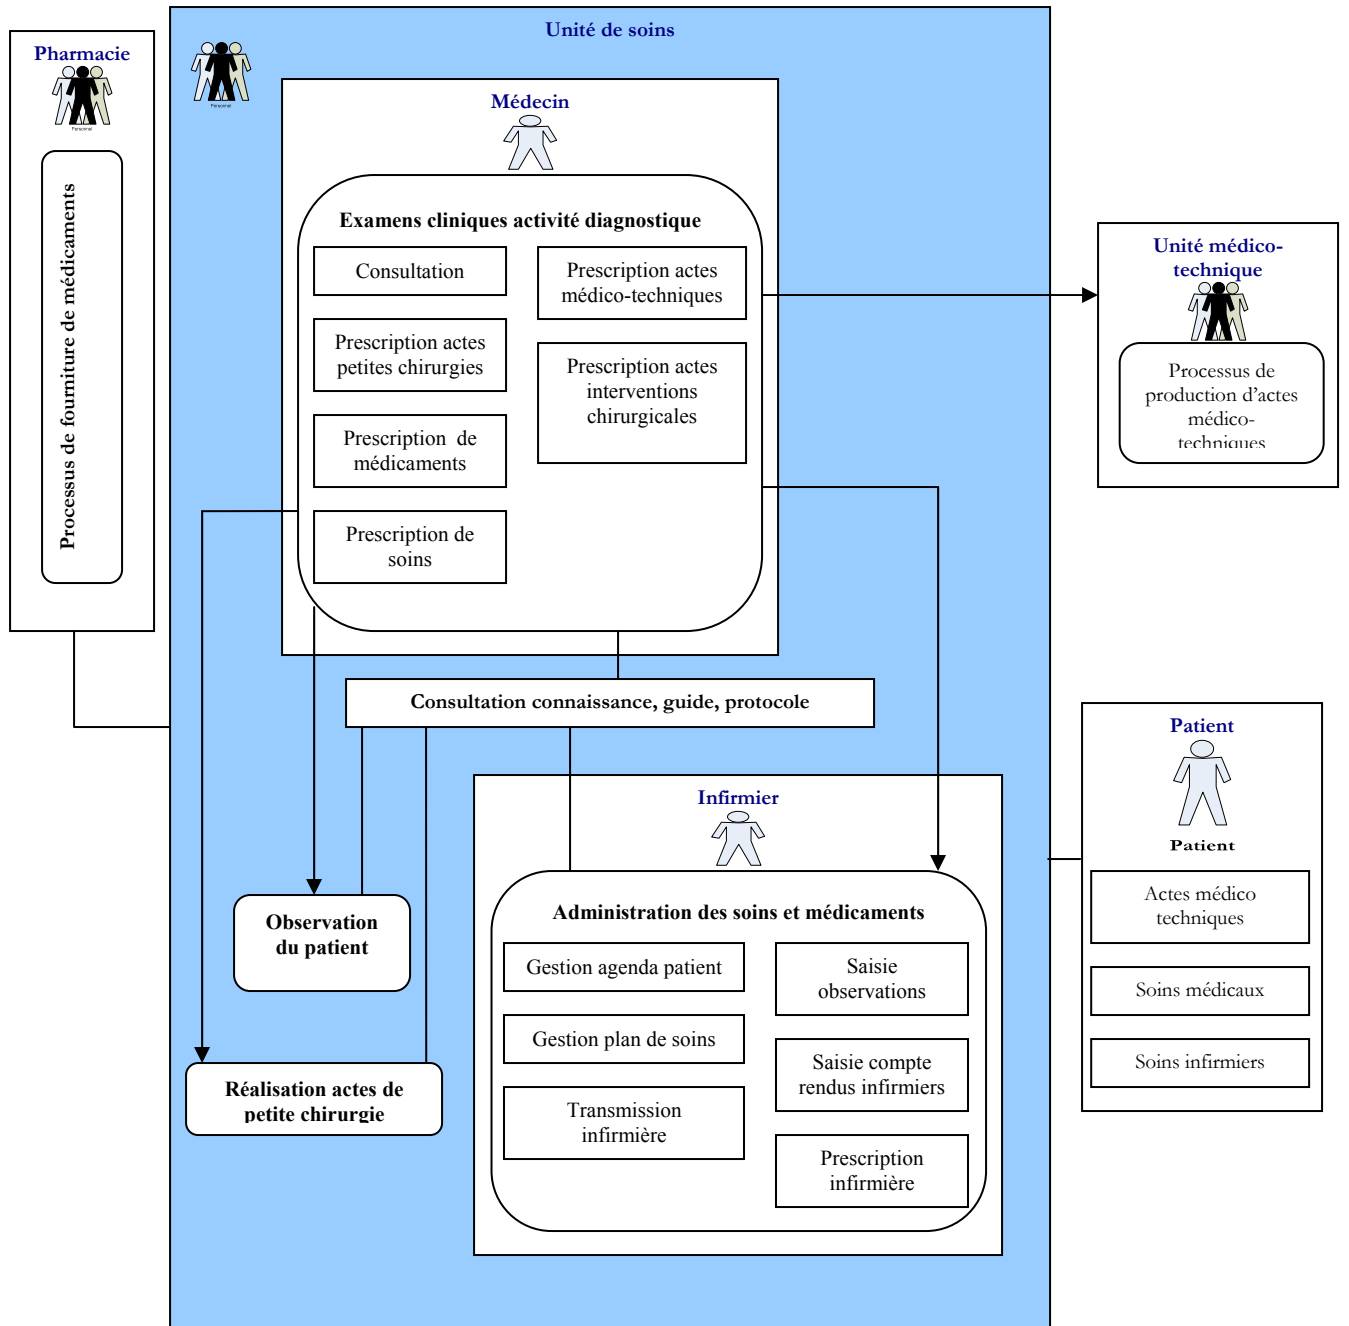 Unité de soins
Pharmacie
Personnel
Processus de fourniture de médicaments
Personnel
Médecin
Examens cliniques activité diagnostique
Consultation
Prescription actes
petites chirurgies
Prescription de
médicaments
Prescription de
soins
Prescription actes
médico-techniques
Prescription actes
interventions
chirurgicales
Unité médico-
technique
Processus de
production d’actes
médico-
techniques
Consultation connaissance, guide, protocole
Infirmier
Administration des soins et médicaments
Gestion agenda patient
Gestion plan de soins
Transmission
infirmière
Saisie
observations
Saisie compte
rendus infirmiers
Prescription
infirmière
Observation
du patient
Réalisation actes de
petite chirurgie
Patient
Patient
Actes médico
techniques
Soins médicaux
Soins infirmiers